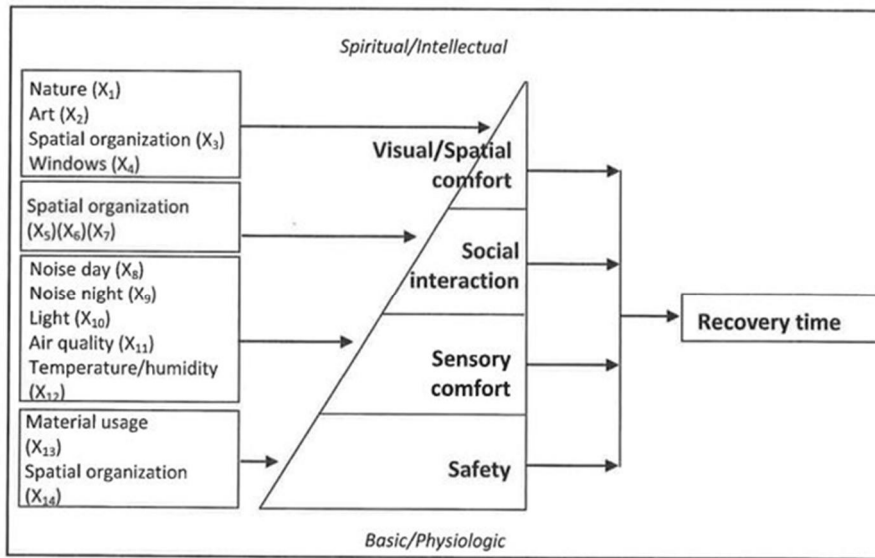 Spiritual/Intellectual
Nature (X₁)
Art (X₂)
Spatial organization (X₃)
Windows (X₄)
Spatial organization
(X₅)(X₆)(X₇)
Noise day (X₈)
Noise night (X₉)
Light (X₁₀)
Air quality (X₁₁)
Temperature/humidity
(X₁₂)
Material usage
(X₁₃)
Spatial organization
(X₁₄)
Visual/Spatial
comfort
Social
interaction
Sensory
comfort
Safety
Recovery time
Basic/Physiologic